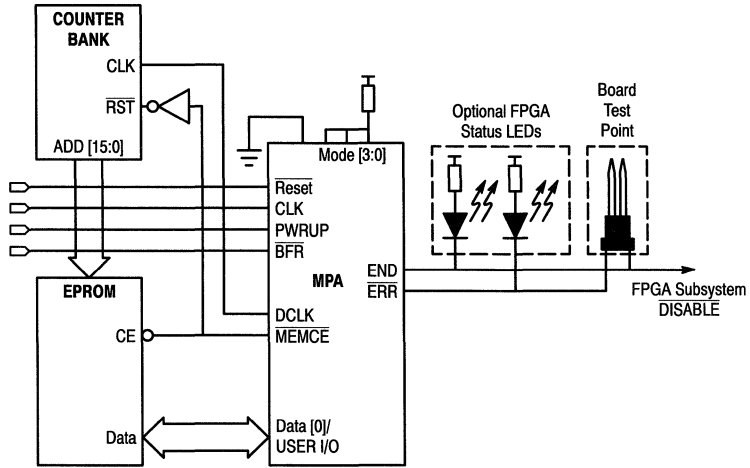 COUNTER
BANK
CLK
RST
ADD [15:0]
Mode [3:0]
Optional FPGA
Status LEDs
Board
Test
Point
Reset
CLK
PWRUP
BFR
MPA
EPROM
CE
Data
DCLK
MEMCE
END
ERR
Data [0]/
USER I/O
FPGA Subsystem
DISABLE